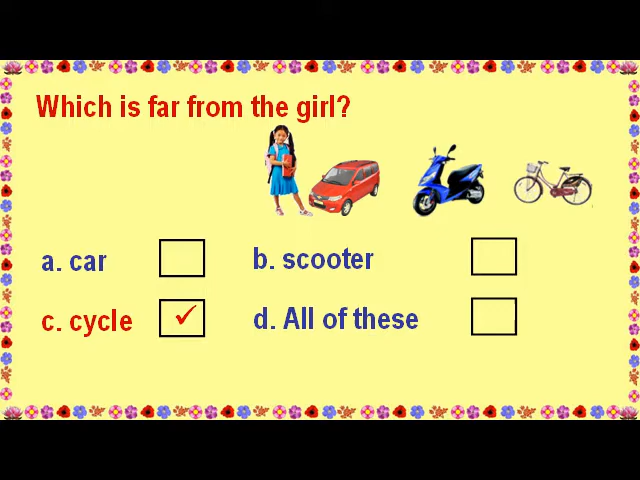 Which is far from the girl?
a. car
b. scooter
c. cycle
d. All of these